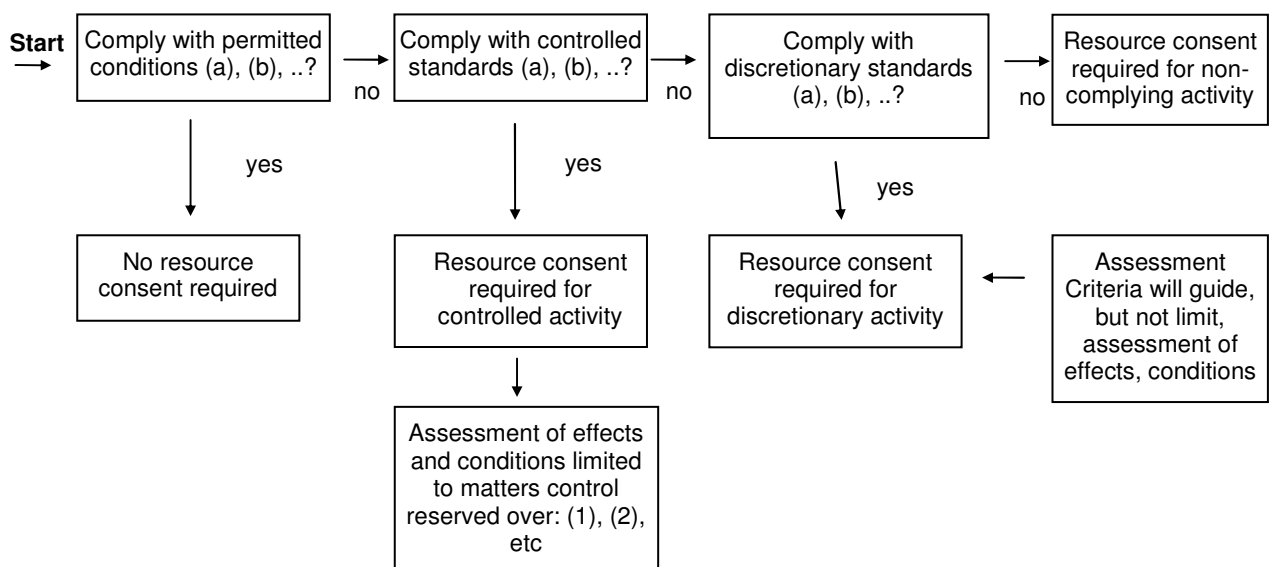 Start
Comply with permitted
conditions (a), (b), ..?
no
Comply with controlled
standards (a), (b), ..?
no
Comply with
discretionary standards
(a), (b), ..?
no
Resource consent
required for non-
complying activity
yes
yes
yes
No resource
consent required
Resource consent
required for
controlled activity
Resource consent
required for
discretionary activity
Assessment
Criteria will guide,
but not limit,
assessment of
effects, conditions
Assessment of effects
and conditions limited
to matters control
reserved over: (1), (2),
etc